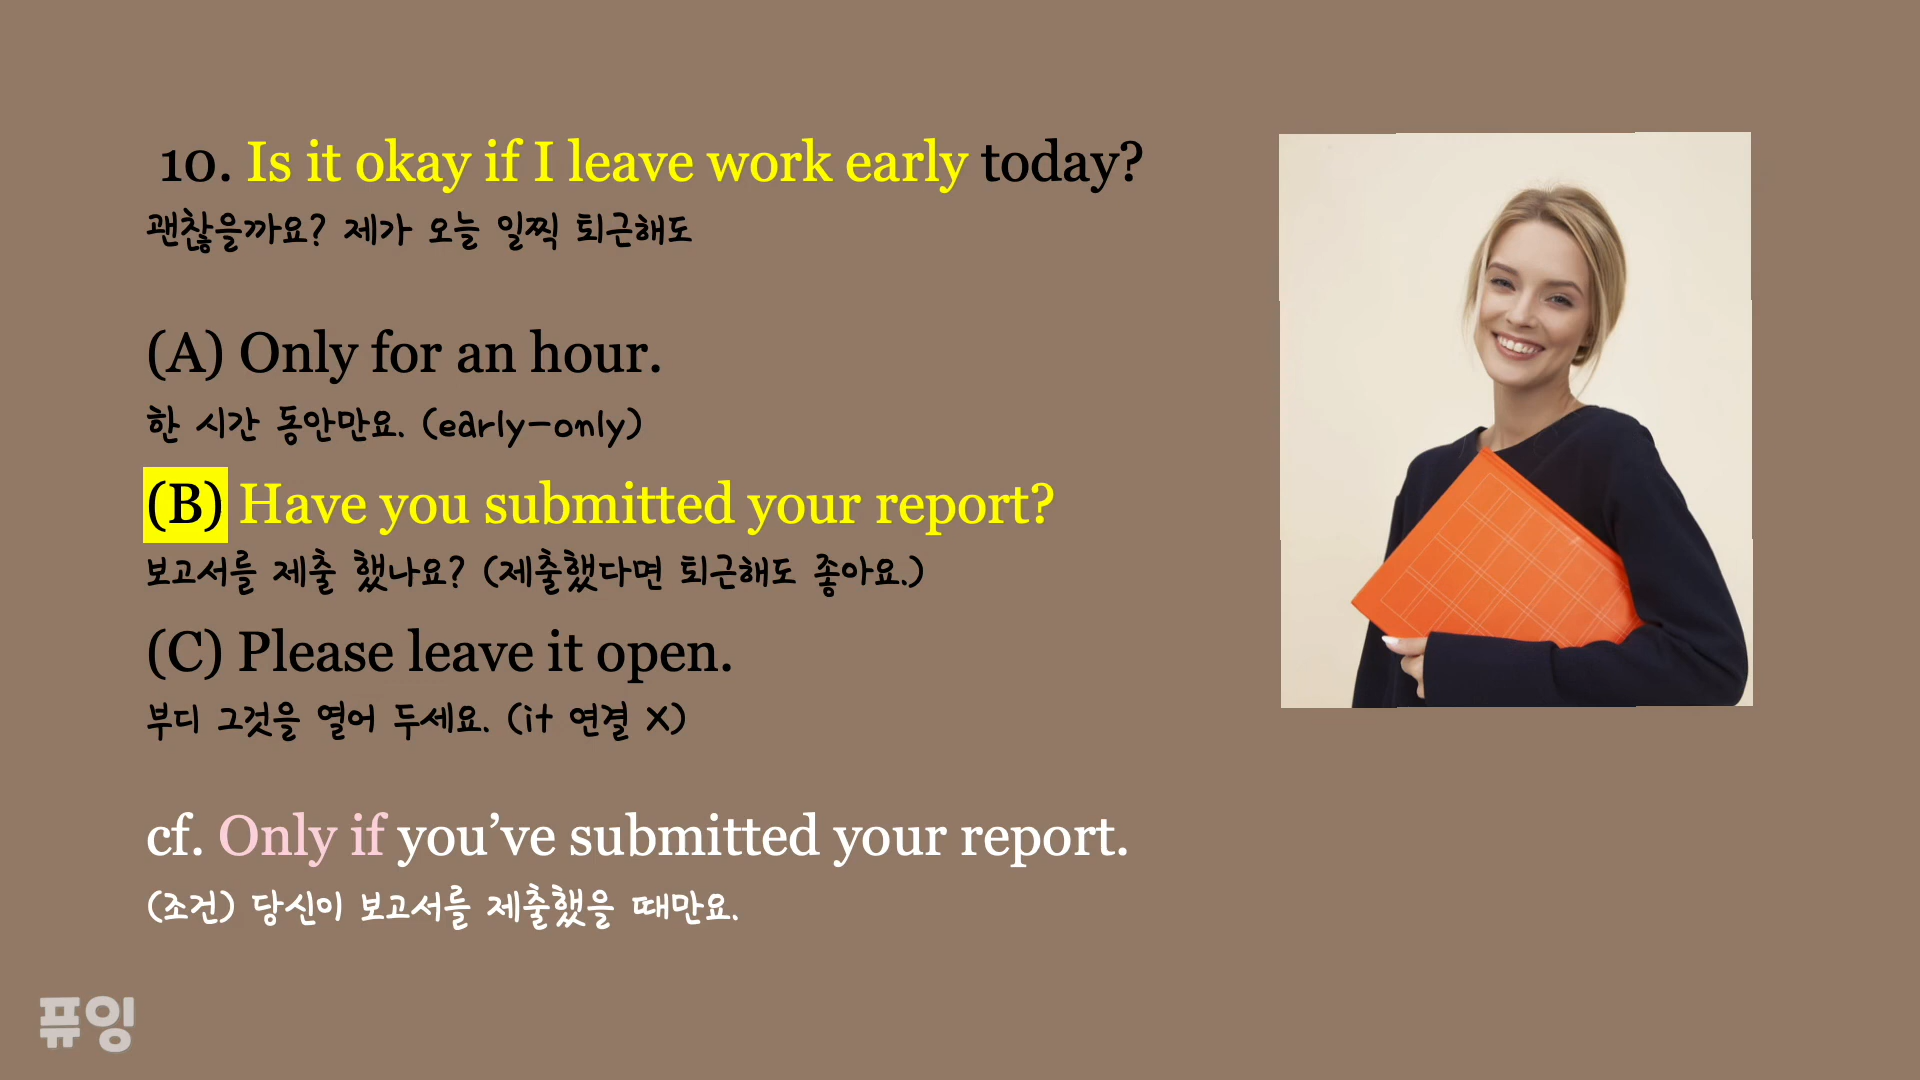 10. Is it okay if I leave work early today?
괜찮을까요? 제가 오늘 일찍 퇴근해도
(A) Only for an hour.
한 시간 동안만요. (early-only)
(B) Have you submitted your report?
보고서를 제출 했나요? (제출했다면 퇴근해도 좋아요.)
(C) Please leave it open.
부디 그것을 열어 두세요. (it 연결 X)
cf. Only if you’ve submitted your report.
(조건) 당신이 보고서를 제출했을 때만요.
퓨잉